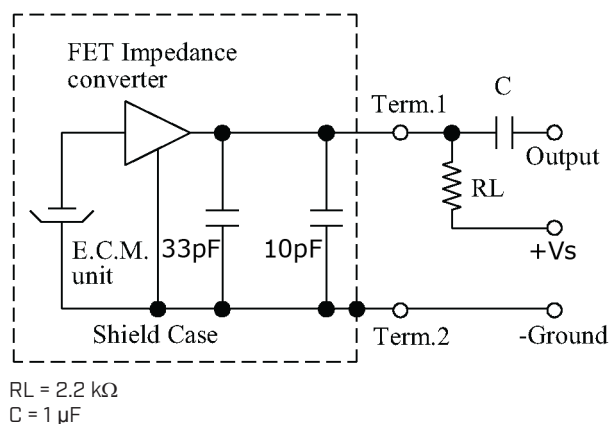 FET Impedance
converter
Term.1
C
Output
RL
+Vs
E.C.M.
unit
33pF
10pF
Shield Case
Term.2
-Ground
RL = 2.2 kΩ
C = 1 µF